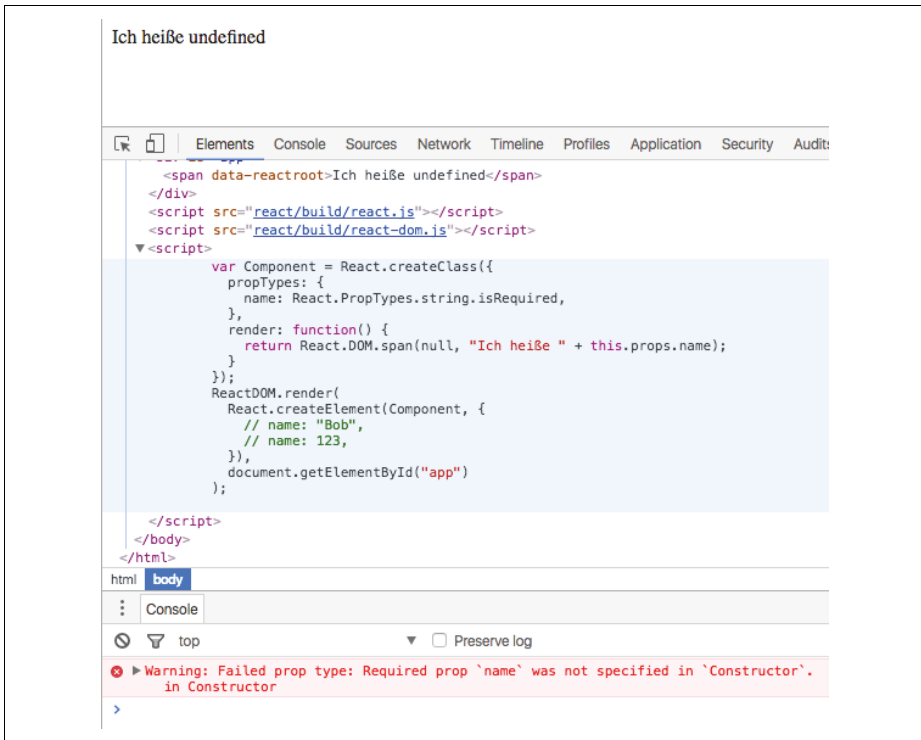 Ich heiße undefined
Elements Console Sources Network Timeline Profiles Application Security Audits
<span data-reactroot>Ich heiße undefined</span>
</div>
<script src="react/build/react.js"></script>
<script src="react/build/react-dom.js"></script>
▼<script>
var Component = React.createClass({
propTypes: {
name: React.PropTypes.string.isRequired,
},
render: function() {
return React.DOM.span(null, "Ich heiße " + this.props.name);
}
});
ReactDOM.render(
React.createElement(Component, {
// name: "Bob",
// name: 123,
}),
document.getElementById("app")
);
</script>
</body>
</html>
html body
Console
top ▼ Preserve log
▶Warning: Failed prop type: Required prop `name` was not specified in `Constructor`.
in Constructor
>